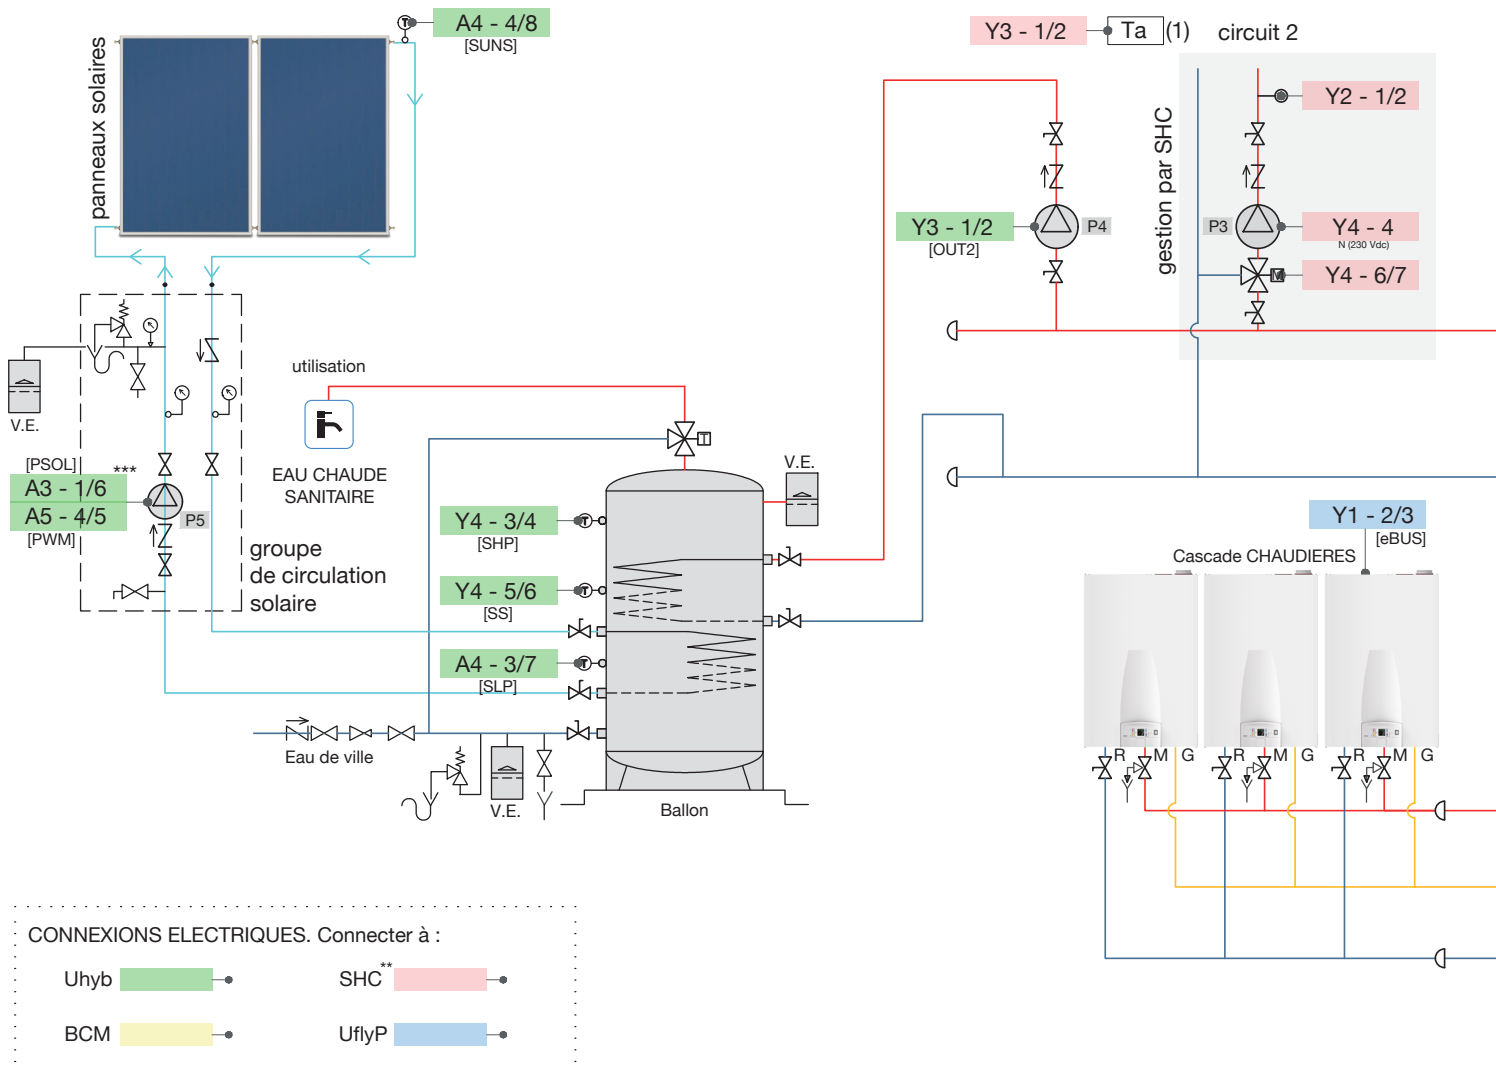 panneaux solaires
A4 - 4/8
[SUNS]
Y3 - 1/2
Ta
(1)
circuit 2
gestion par SHC
Y2 - 1/2
Y3 - 1/2
[OUT2]
P4
P3
Y4 - 4
N (230 Vdc)
Y4 - 6/7
M
V.E.
utilisation
EAU CHAUDE
SANITAIRE
T
V.E.
[PSOL]
***
A3 - 1/6
A5 - 4/5
[PWM]
P5
groupe
de circulation
solaire
Y4 - 3/4
[SHP]
Y4 - 5/6
[SS]
A4 - 3/7
[SLP]
T
T
T
T
Eau de ville
V.E.
Ballon
Y1 - 2/3
[eBUS]
Cascade CHAUDIERES
R M G
R M G
R M G
CONNEXIONS ELECTRIQUES. Connecter à :
Uhyb
SHC**
BCM
UflyP